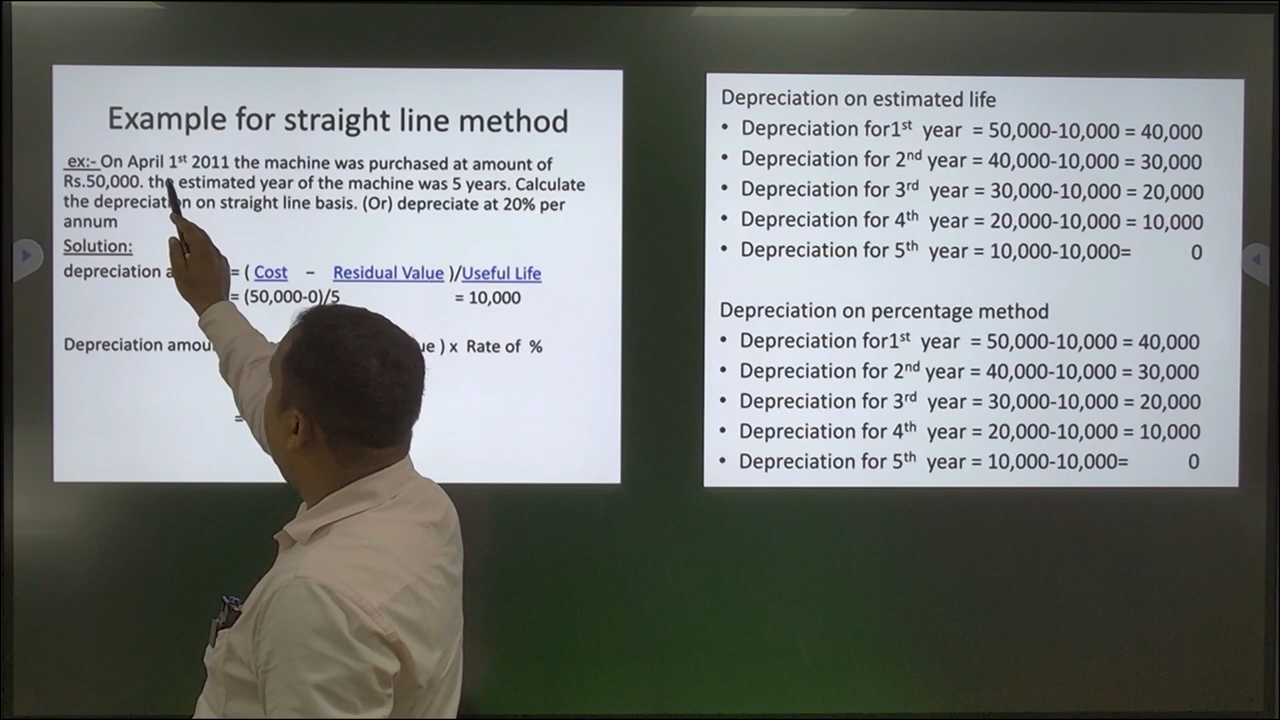 Example for straight line method
ex:- On April 1st 2011 the machine was purchased at amount of
Rs.50,000. the estimated year of the machine was 5 years. Calculate
the depreciation on straight line basis. (Or) depreciate at 20% per
annum
Solution:
depreciation = ( Cost – Residual Value )/Useful Life
= (50,000-0)/5 = 10,000
Depreciation ) x Rate of %
=
Depreciation on estimated life
• Depreciation for1st year = 50,000-10,000 = 40,000
• Depreciation for 2nd year = 40,000-10,000 = 30,000
• Depreciation for 3rd year = 30,000-10,000 = 20,000
• Depreciation for 4th year = 20,000-10,000 = 10,000
• Depreciation for 5th year = 10,000-10,000= 0
Depreciation on percentage method
• Depreciation for1st year = 50,000-10,000 = 40,000
• Depreciation for 2nd year = 40,000-10,000 = 30,000
• Depreciation for 3rd year = 30,000-10,000 = 20,000
• Depreciation for 4th year = 20,000-10,000 = 10,000
• Depreciation for 5th year = 10,000-10,000= 0